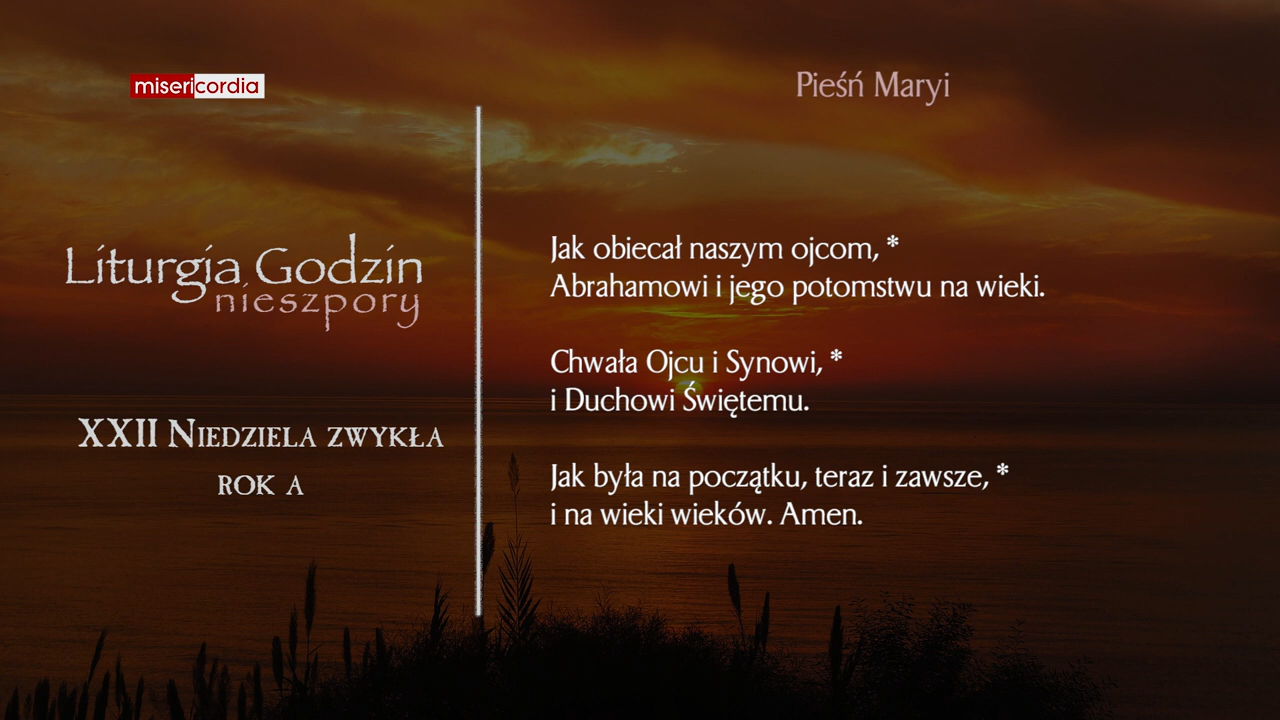 misericordia
Liturgia Godzin
nieszpory
XXII Niedziela zwykła
rok A
Pieśń Maryi
Jak obiecał naszym ojcom, *
Abrahamowi i jego potomstwu na wieki.
Chwała Ojcu i Synowi, *
i Duchowi Świętemu.
Jak była na początku, teraz i zawsze, *
i na wieki wieków. Amen.